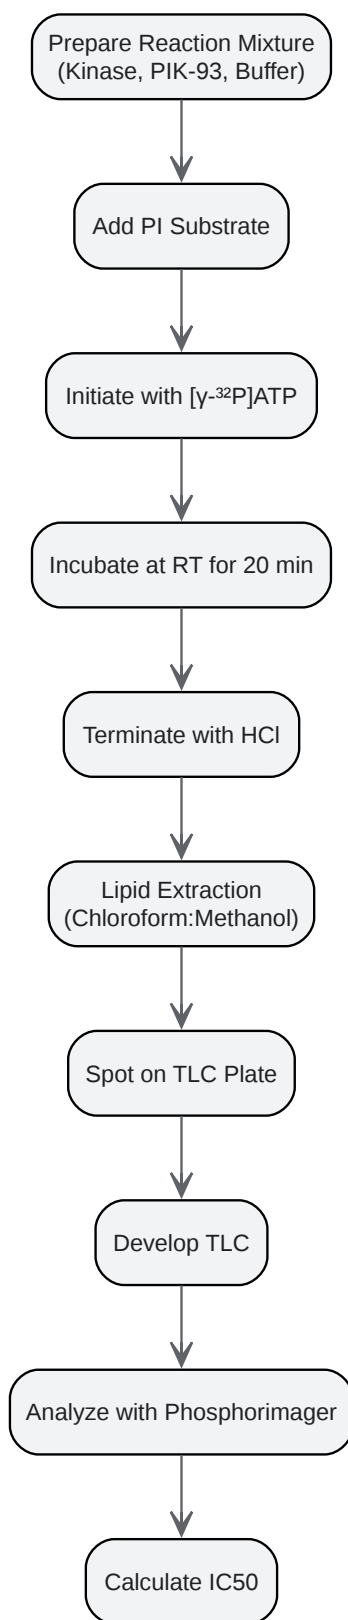 Prepare Reaction Mixture
(Kinase, PIK-93, Buffer)
Add PI Substrate
Initiate with [γ-³²P]ATP
Incubate at RT for 20 min
Terminate with HCl
Lipid Extraction
(Chloroform:Methanol)
Spot on TLC Plate
Develop TLC
Analyze with Phosphorimager
Calculate IC50